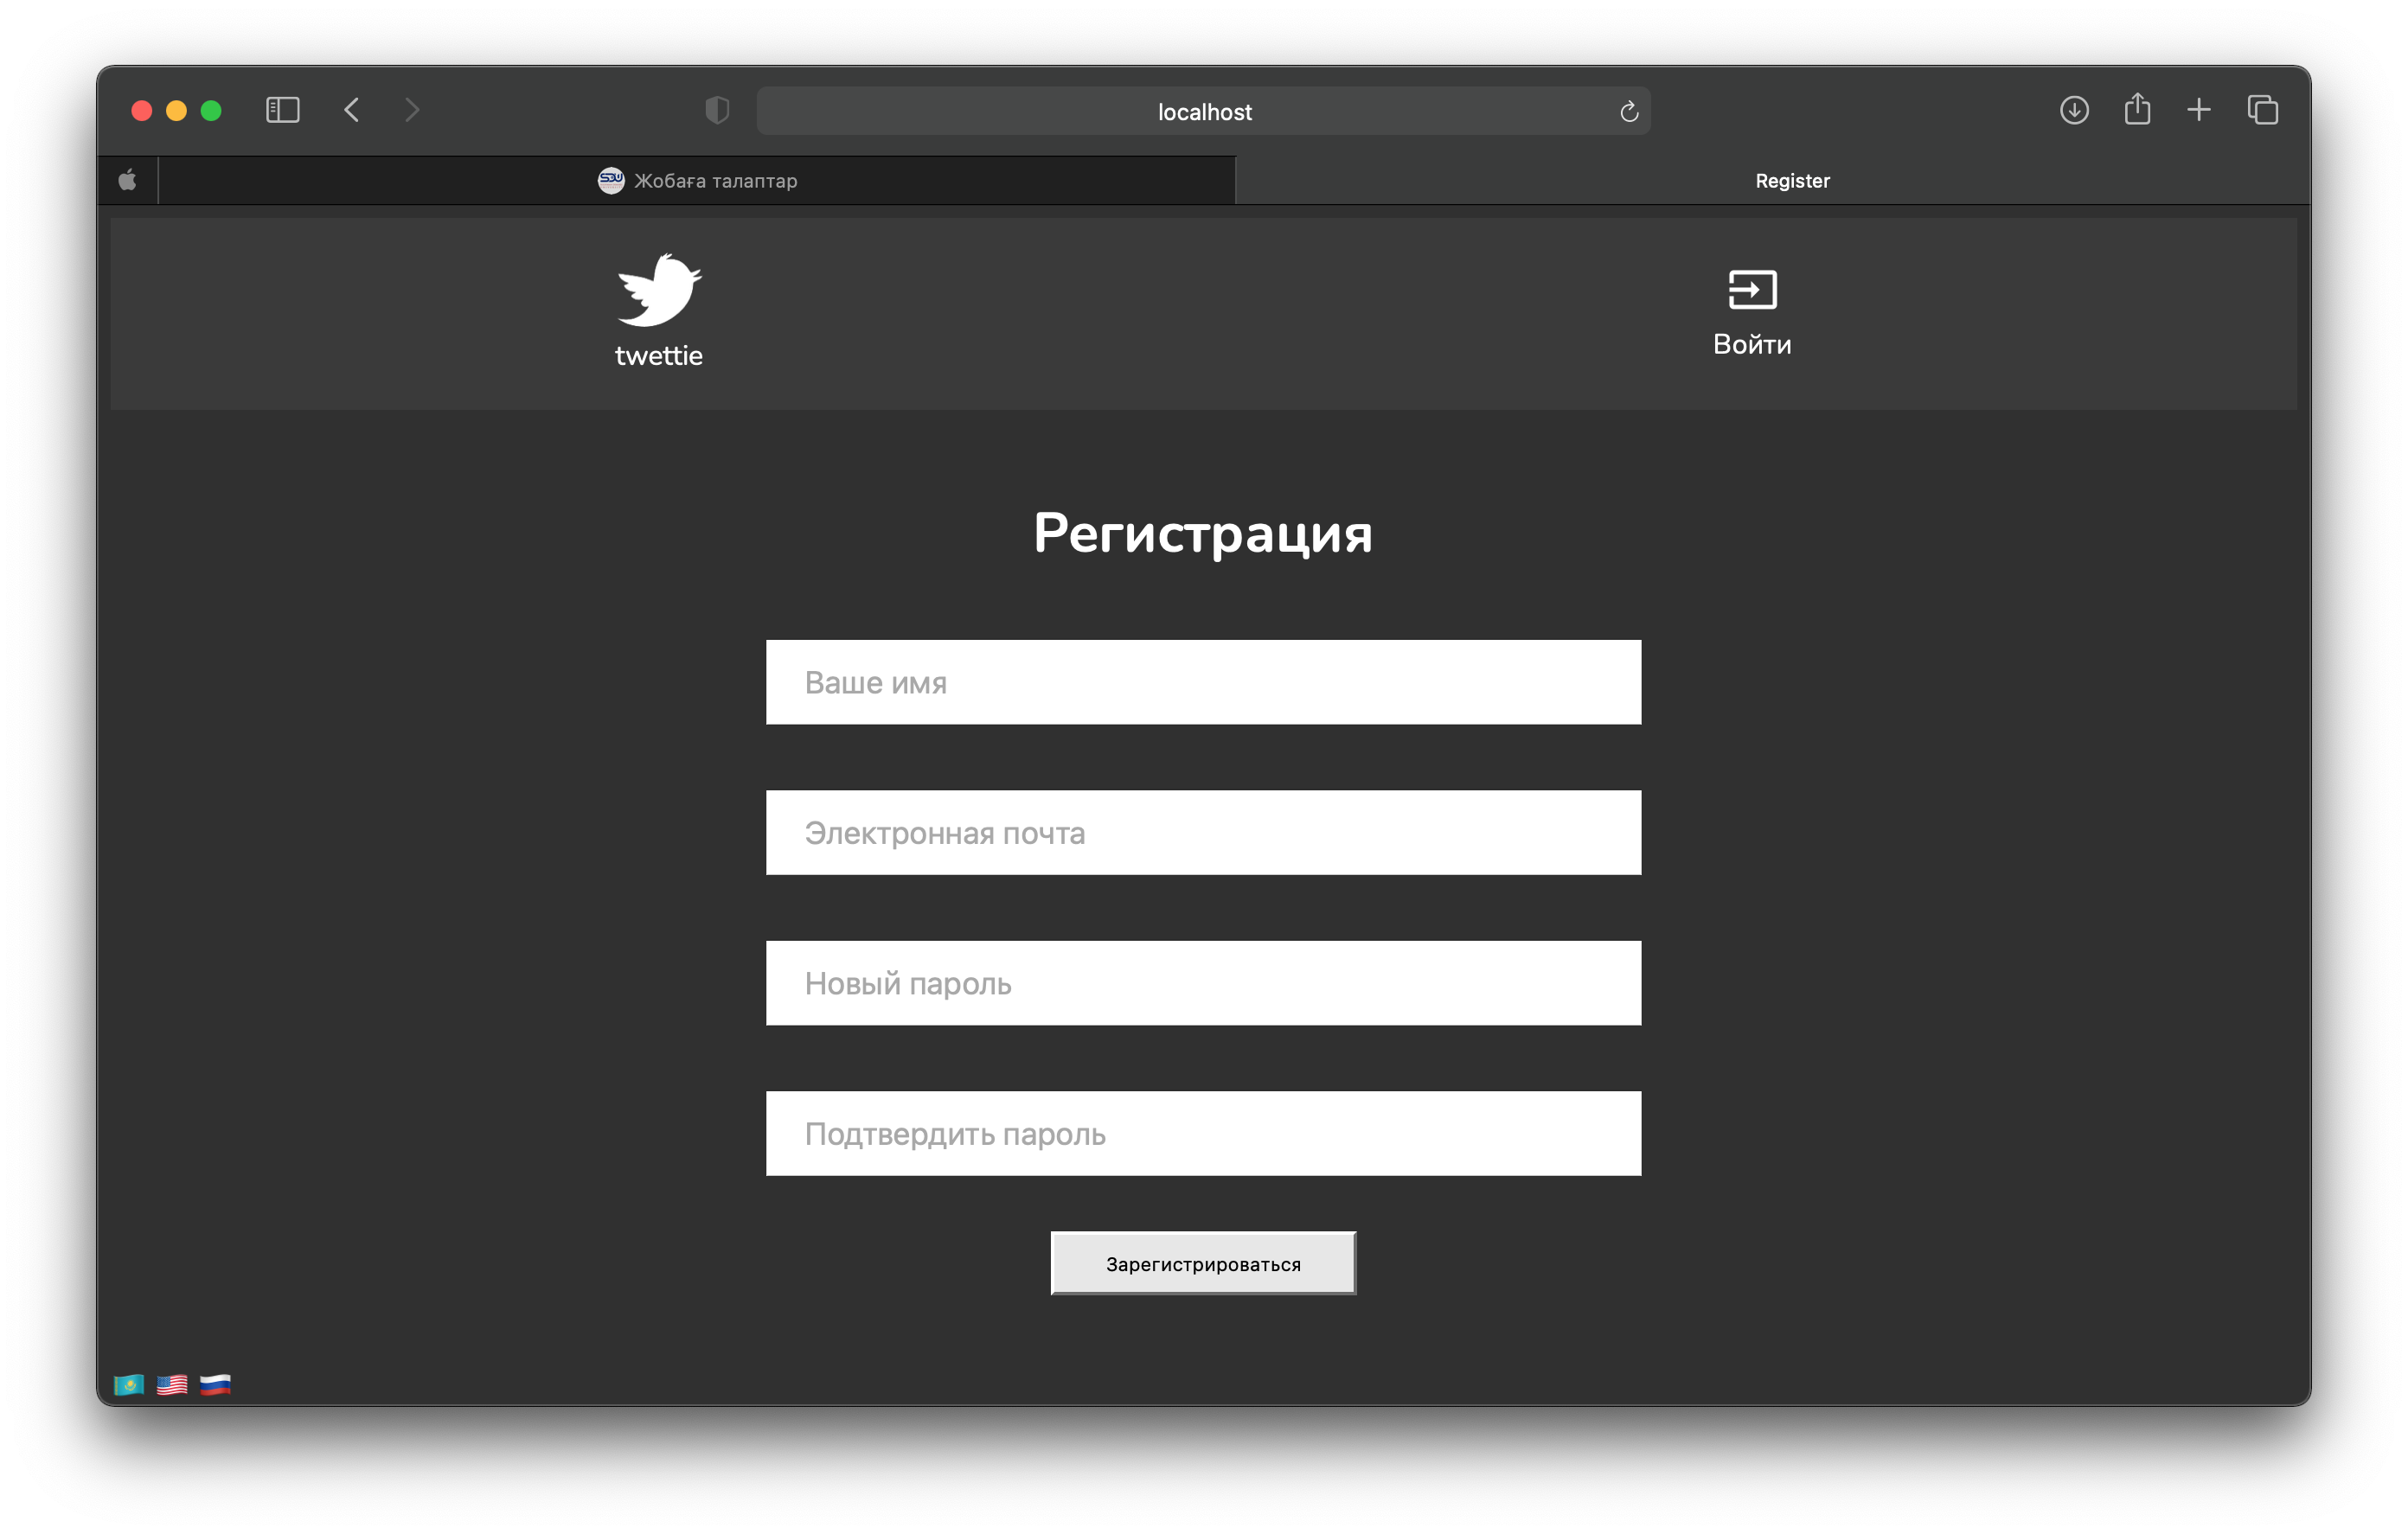 localhost
Жобаға талаптар
Register
twettie
Войти
Регистрация
Ваше имя
Электронная почта
Новый пароль
Подтвердить пароль
Зарегистрироваться